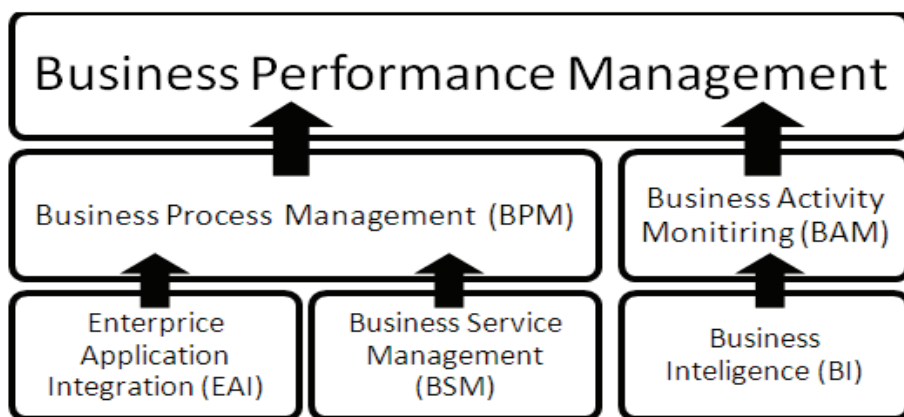 Business Performance Management
Business Process Management (BPM)
Business Activity
Monitiring (BAM)
Enterprice
Application
Integration (EAI)
Business Service
Management
(BSM)
Business
Inteligence (BI)